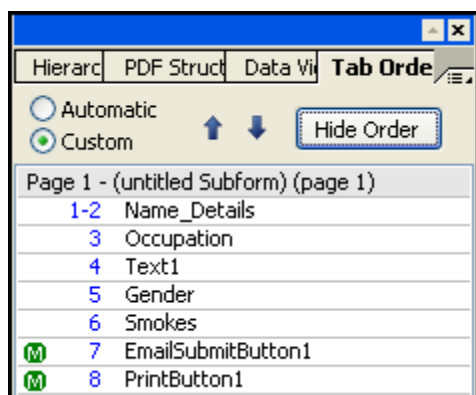 Hierarc PDF Struct Data Vi Tab Orde
Automatic
Custom
Hide Order
Page 1 - (untitled Subform) (page 1)
1-2 Name_Details
3 Occupation
4 Text1
5 Gender
6 Smokes
M 7 EmailSubmitButton1
M 8 PrintButton1